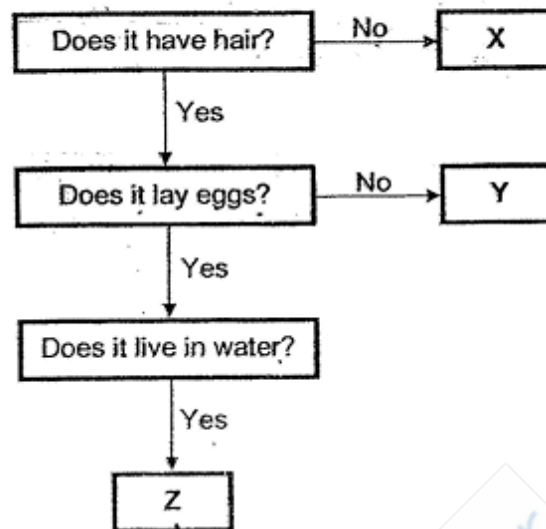 Does it have hair?
No
X
Yes
Does it lay eggs?
No
Y
Yes
Does it live in water?
Yes
Z